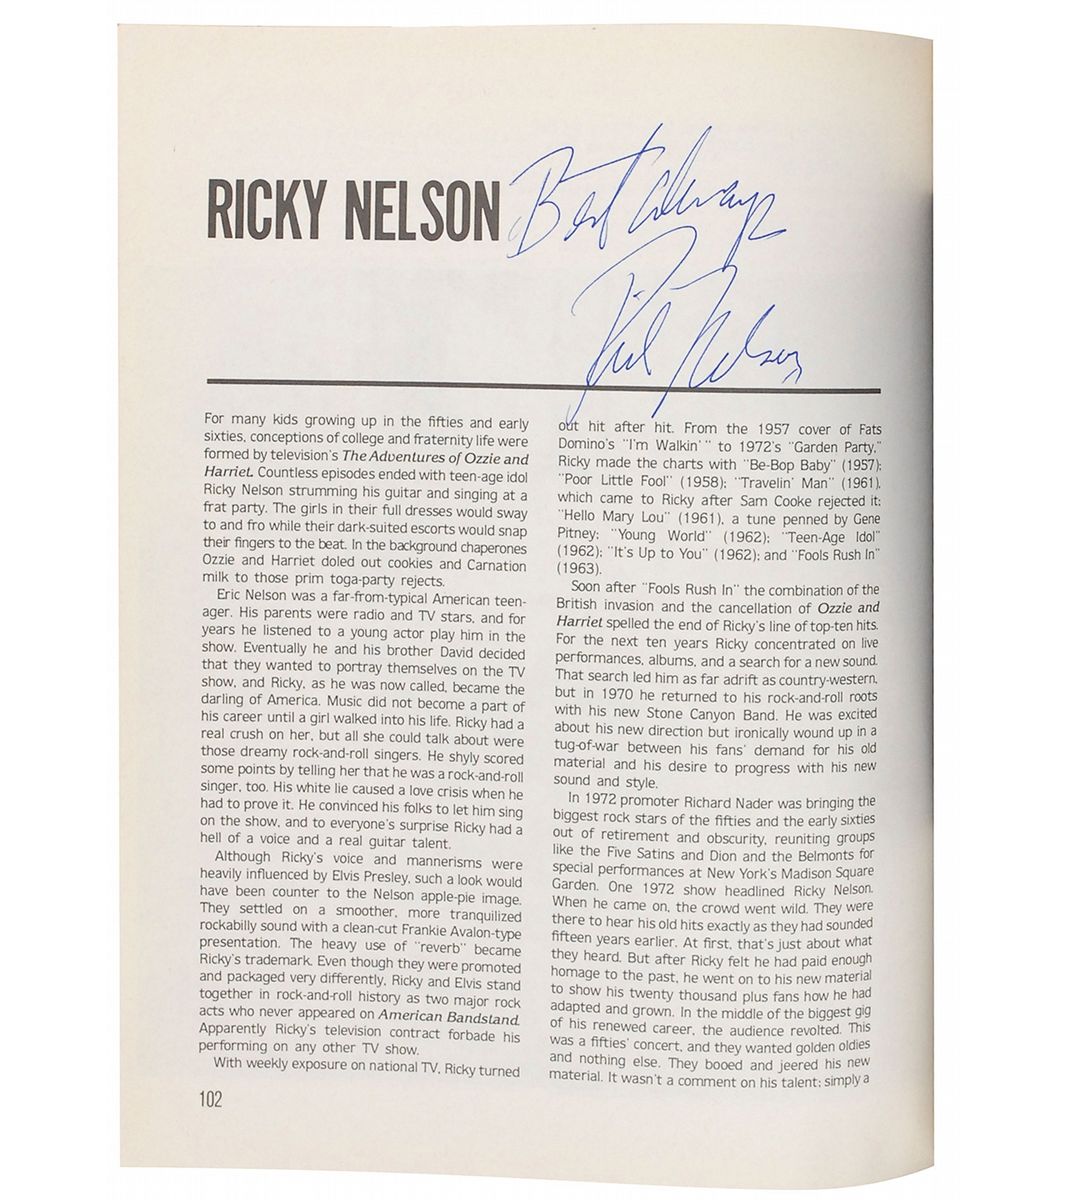 RICKY NELSON
Best always
Rick Nelson
For many kids growing up in the fifties and early
sixties, conceptions of college and fraternity life were
formed by television's The Adventures of Ozzie and
Harriet. Countless episodes ended with teen-age idol
Ricky Nelson strumming his guitar and singing at a
frat party. The girls in their full dresses would sway
to and fro while their dark-suited escorts would snap
their fingers to the beat. In the background chaperones
Ozzie and Harriet doled out cookies and Carnation
milk to those prim toga-party rejects.
Eric Nelson was a far-from-typical American teen-
ager. His parents were radio and TV stars, and for
years he listened to a young actor play him in the
show. Eventually he and his brother David decided
that they wanted to portray themselves on the TV
show, and Ricky, as he was now called, became the
darling of America. Music did not become a part of
his career until a girl walked into his life. Ricky had a
real crush on her, but all she could talk about were
those dreamy rock-and-roll singers. He shyly scored
some points by telling her that he was a rock-and-roll
singer, too. His white lie caused a love crisis when he
had to prove it. He convinced his folks to let him sing
on the show, and to everyone's surprise Ricky had a
hell of a voice and a real guitar talent.
Although Ricky's voice and mannerisms were
heavily influenced by Elvis Presley, such a look would
have been counter to the Nelson apple-pie image.
They settled on a smoother, more tranquilized
rockabilly sound with a clean-cut Frankie Avalon-type
presentation. The heavy use of "reverb" became
Ricky's trademark. Even though they were promoted
and packaged very differently, Ricky and Elvis stand
together in rock-and-roll history as two major rock
acts who never appeared on American Bandstand.
Apparently Ricky's television contract forbade his
performing on any other TV show.
With weekly exposure on national TV, Ricky turned
out hit after hit. From the 1957 cover of Fats
Domino's "I'm Walkin'" to 1972's "Garden Party,"
Ricky made the charts with "Be-Bop Baby" (1957);
"Poor Little Fool" (1958); "Travelin' Man" (1961),
which came to Ricky after Sam Cooke rejected it;
"Hello Mary Lou" (1961), a tune penned by Gene
Pitney; "Young World" (1962); "Teen-Age Idol"
(1962); "It's Up to You" (1962); and "Fools Rush In"
(1963).
Soon after "Fools Rush In" the combination of the
British invasion and the cancellation of Ozzie and
Harriet spelled the end of Ricky's line of top-ten hits.
For the next ten years Ricky concentrated on live
performances, albums, and a search for a new sound.
That search led him as far adrift as country-western,
but in 1970 he returned to his rock-and-roll roots
with his new Stone Canyon Band. He was excited
about his new direction but ironically wound up in a
tug-of-war between his fans' demand for his old
material and his desire to progress with his new
sound and style.
In 1972 promoter Richard Nader was bringing the
biggest rock stars of the fifties and the early sixties
out of retirement and obscurity, reuniting groups
like the Five Satins and Dion and the Belmonts for
special performances at New York's Madison Square
Garden. One 1972 show headlined Ricky Nelson.
When he came on, the crowd went wild. They were
there to hear his old hits exactly as they had sounded
fifteen years earlier. At first, that's just about what
they heard. But after Ricky felt he had paid enough
homage to the past, he went on to his new material
to show his twenty thousand plus fans how he had
adapted and grown. In the middle of the biggest gig
of his renewed career, the audience revolted. This
was a fifties' concert, and they wanted golden oldies
and nothing else. They booed and jeered his new
material. It wasn't a comment on his talent; simply a
102